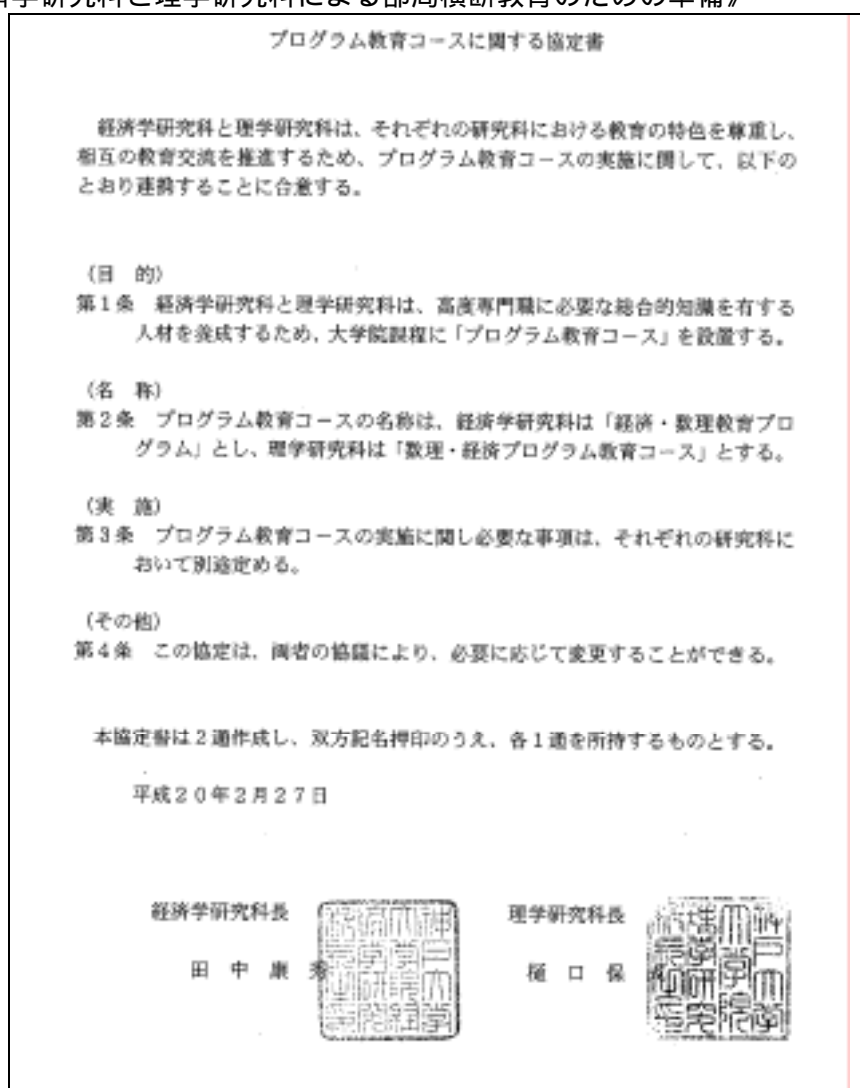 学研究科と理学研究科による部局横断教育のための準備》
プログラム教育コースに関する協定書
経済学研究科と理学研究科は、それぞれの研究科における教育の特色を尊重し、
相互の教育交流を推進するため、プログラム教育コースの実施に関して、以下の
とおり連携することに合意する。
(目 的)
第1条 経済学研究科と理学研究科は、高度専門職に必要な総合的知識を有する
人材を養成するため、大学院課程に「プログラム教育コース」を設置する。
(名 称)
第2条 プログラム教育コースの名称は、経済学研究科は「経済・数理教育プロ
グラム」とし、理学研究科は「数理・経済プログラム教育コース」とする。
(実 施)
第3条 プログラム教育コースの実施に関し必要な事項は、それぞれの研究科に
おいて別途定める。
(その他)
第4条 この協定は、両者の協議により、必要に応じて変更することができる。
本協定書は2通作成し、双方記名押印のうえ、各1通を所持するものとする。
平成20年2月27日
経済学研究科長
理学研究科長
田 中 康
樋 口 保